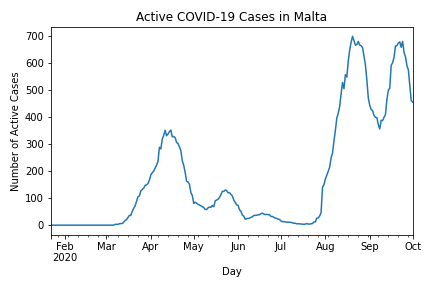 Active COVID-19 Cases in Malta
700
600
500
400
300
200
100
0
Number of Active Cases
Feb Mar Apr May Jun Jul Aug Sep Oct
2020
Day